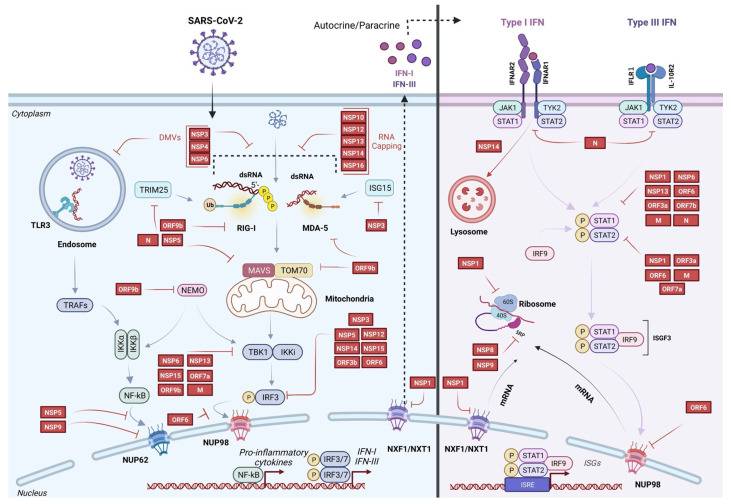 SARS-CoV-2
Autocrine/Paracrine
IFN-I
IFN-III
Cytoplasm
DMVs
NSP3
NSP4
NSP6
NSP10
NSP12
NSP13
NSP14
NSP16
RNA
Capping
dsRNA
5'
dsRNA
P
P
P
TRIM25
Ub
RIG-I
MDA-5
ISG15
NSP3
TLR3
Endosome
ORF9b
N
NSP5
MAVS
TOM70
ORF9b
Mitochondria
TRAFs
ORF9b
NEMO
IKKα
IKKβ
TBK1
IKKi
NSP3
NSP5
NSP12
NSP14
NSP15
ORF3b
ORF6
NSP6
NSP13
NSP15
ORF7a
ORF9b
M
NF-kB
P
IRF3
NSP5
NSP9
ORF6
NUP62
NUP98
NSP1
NXF1/NXT1
Pro-inflammatory
cytokines
IFN-I
IFN-III
NF-kB
P
IRF3/7
P
IRF3/7
Nucleus
Type I IFN
Type III IFN
IFNAR2
IFNAR1
IFLR1
IL-10R2
JAK1
TYK2
STAT1
STAT2
JAK1
TYK2
STAT1
STAT2
NSP14
N
Lysosome
NSP1
NSP6
NSP13
ORF6
ORF3a
ORF7b
M
N
P
STAT1
P
STAT2
IRF9
NSP1
ORF3a
ORF6
M
ORF7a
NSP1
60S
40S
Ribosome
SRP
NSP8
NSP9
P
STAT1
P
STAT2
IRF9
ISGF3
NSP1
mRNA
mRNA
ORF6
NXF1/NXT1
P
STAT1
P
STAT2
IRF9
ISRE
ISGs
NUP98